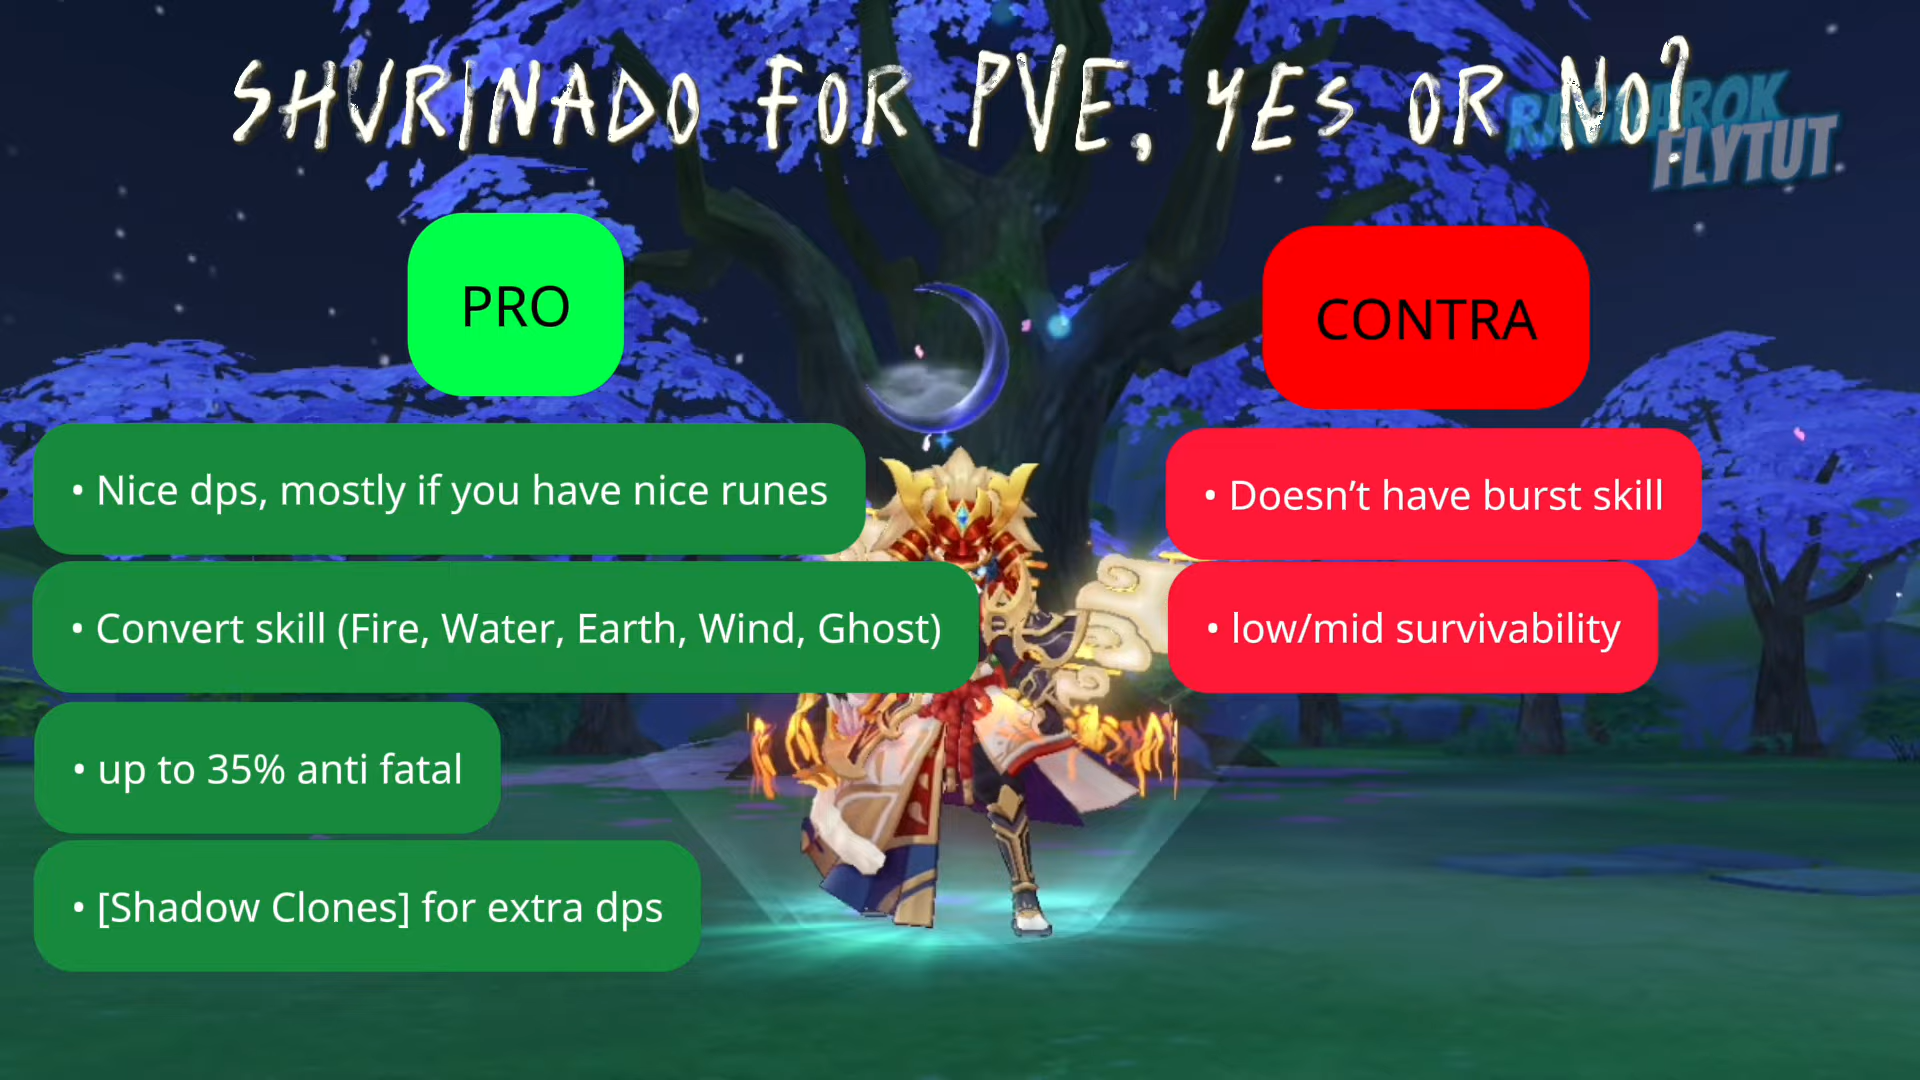 SHURINADO FOR PVE, YES OR NO?
RAGNAROK
FLYTUT
PRO
• Nice dps, mostly if you have nice runes
• Convert skill (Fire, Water, Earth, Wind, Ghost)
• up to 35% anti fatal
• [Shadow Clones] for extra dps
CONTRA
• Doesn’t have burst skill
• low/mid survivability